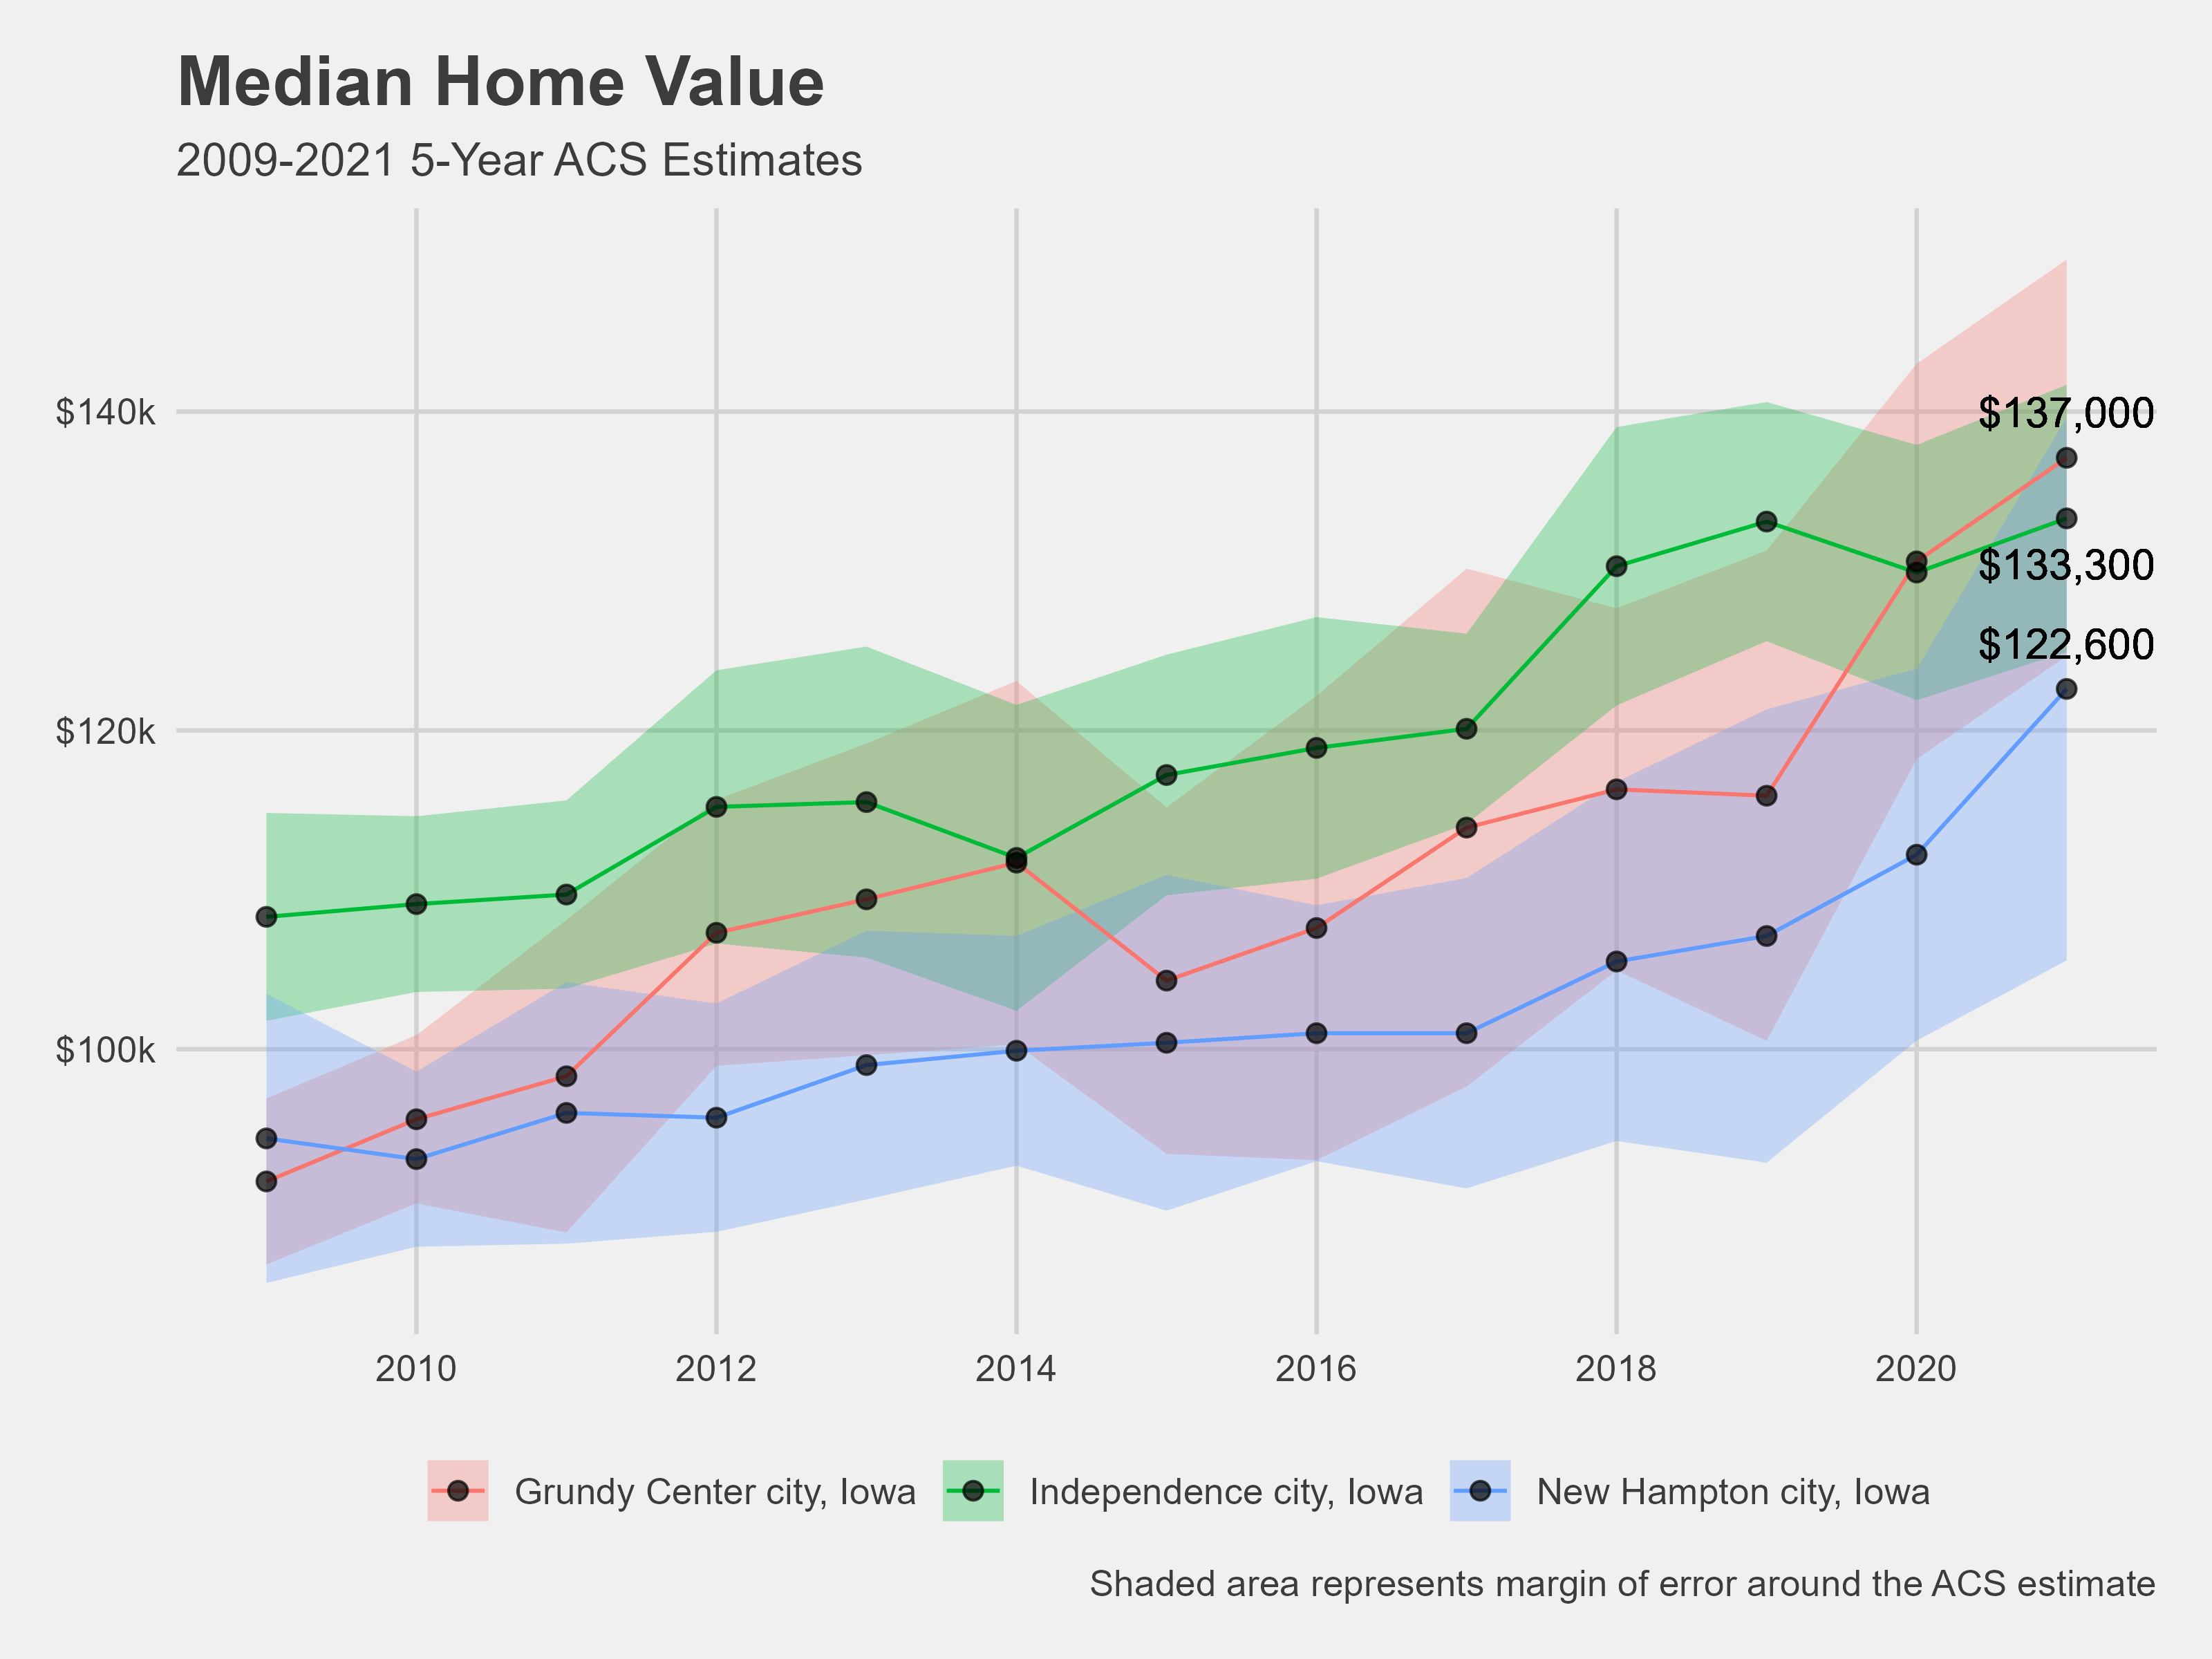 Median Home Value
2009-2021 5-Year ACS Estimates
$140k
$120k
$100k
$137,000
$133,300
$122,600
2010 2012 2014 2016 2018 2020
Grundy Center city, Iowa Independence city, Iowa New Hampton city, Iowa
Shaded area represents margin of error around the ACS estimate